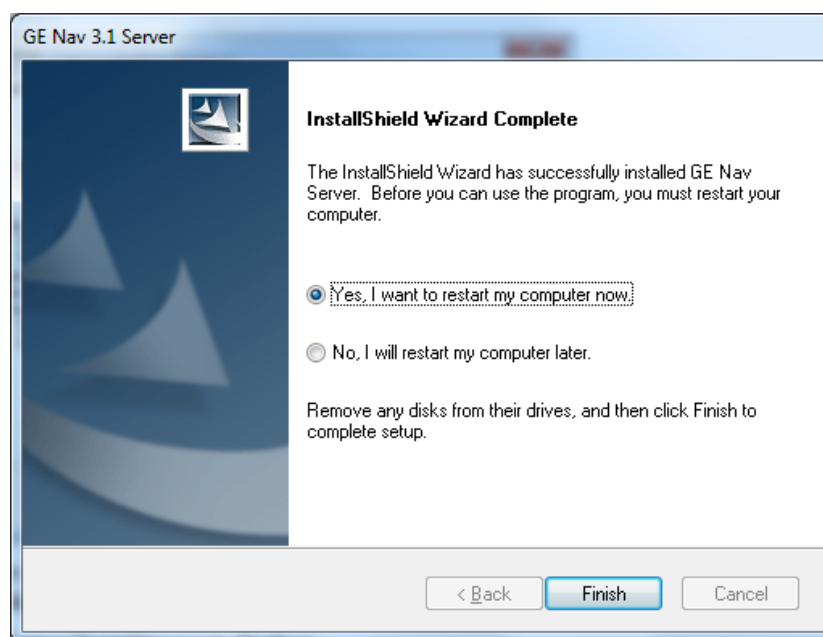 GE Nav 3.1 Server
InstallShield Wizard Complete
The InstallShield Wizard has successfully installed GE Nav
Server.  Before you can use the program, you must restart your
computer.
Yes, I want to restart my computer now.
No, I will restart my computer later.
Remove any disks from their drives, and then click Finish to
complete setup.
< Back
Finish
Cancel